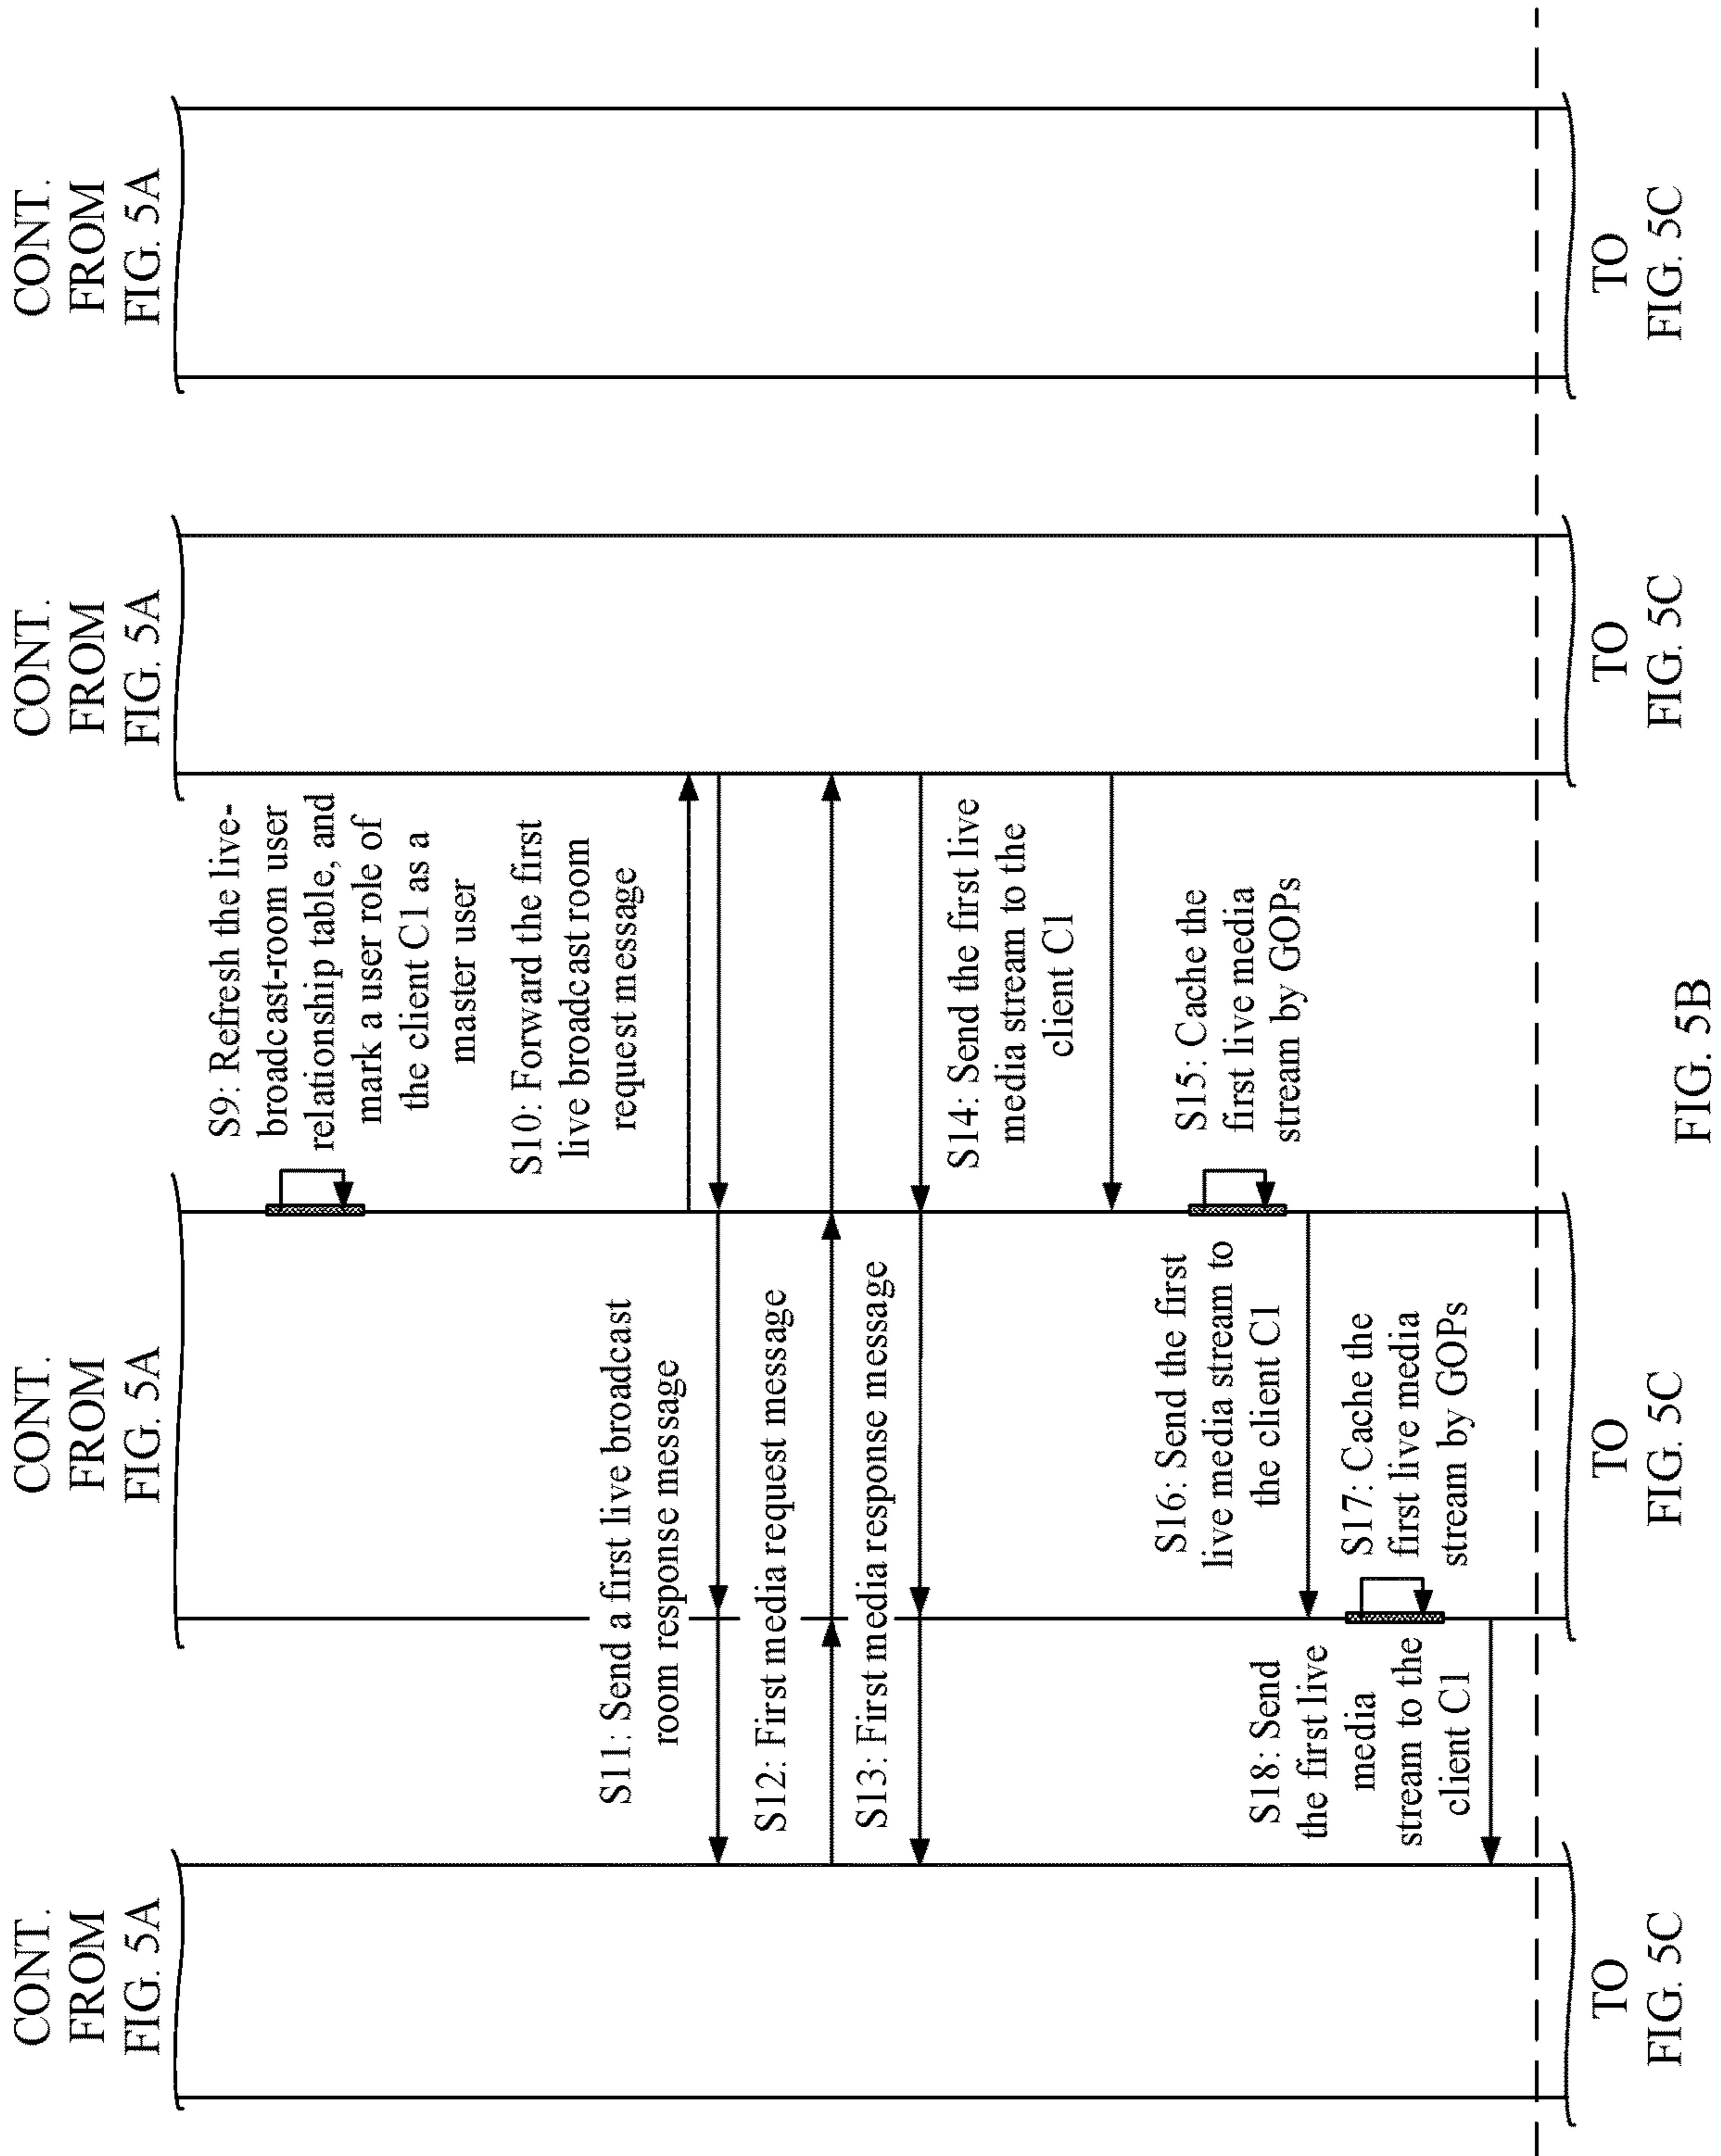 CONT.
FROM
FIG. 5A
CONT.
FROM
FIG. 5A
CONT.
FROM
FIG. 5A
CONT.
FROM
FIG. 5A
S9: Refresh the live-
broadcast-room user
relationship table, and
mark a user role of
the client C1 as a
master user
S10: Forward the first
live broadcast room
request message
S11: Send a first live broadcast
room response message
S12: First media request message
S13: First media response message
S14: Send the first live
media stream to the
client C1
S15: Cache the
first live media
stream by GOPs
S16: Send the first
live media stream to
the client C1
S17: Cache the
first live media
stream by GOPs
S18: Send
the first live
media
stream to the
client C1
TO
FIG. 5C
TO
FIG. 5C
TO
FIG. 5C
TO
FIG. 5C
FIG. 5B